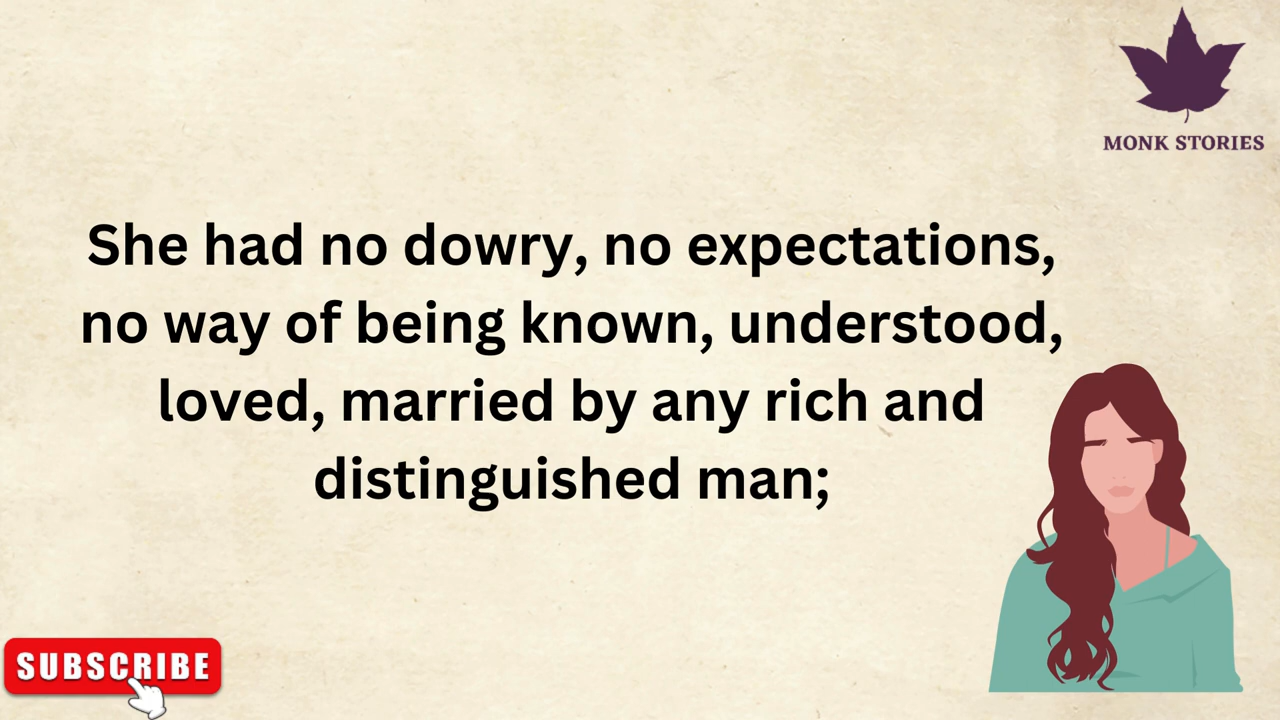 MONK STORIES
She had no dowry, no expectations,
no way of being known, understood,
loved, married by any rich and
distinguished man;
SUBSCRIBE